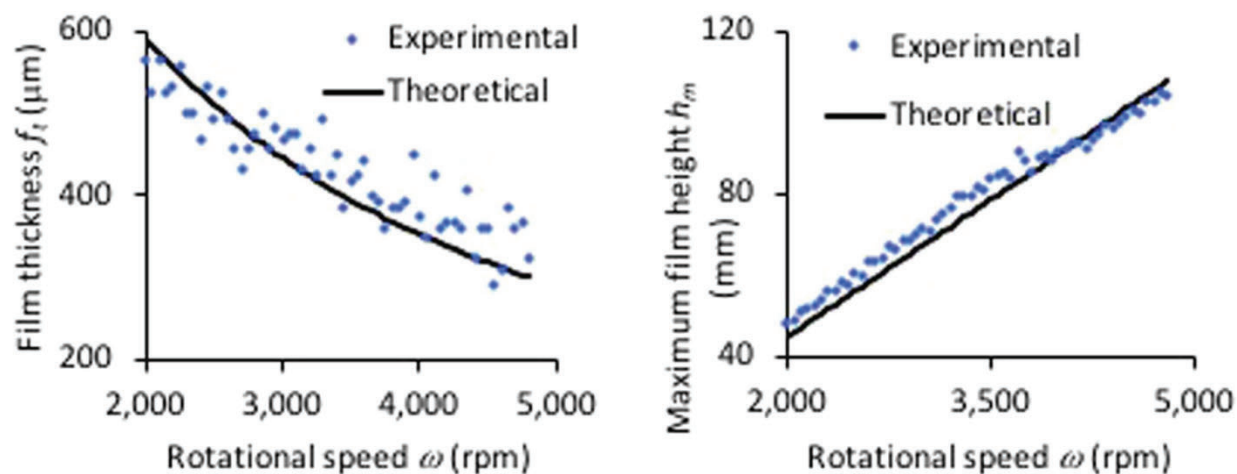 600
400
200
Film thickness fₜ (μm)
Experimental
Theoretical
2,000 3,000 4,000 5,000
Rotational speed ω (rpm)
120
80
40
Maximum film height hₘ
(mm)
Experimental
Theoretical
2,000 3,500 5,000
Rotational speed ω (rpm)